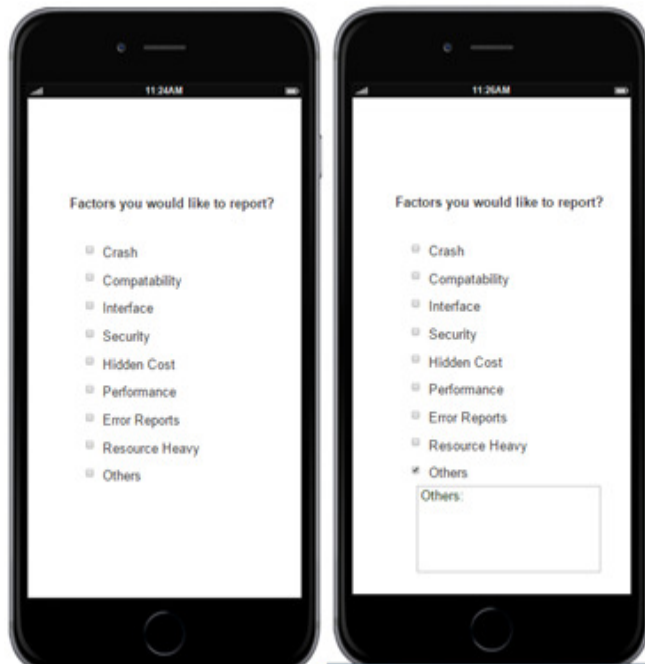 11:24AM
Factors you would like to report?
Crash
Compatability
Interface
Security
Hidden Cost
Performance
Error Reports
Resource Heavy
Others
11:26AM
Factors you would like to report?
Crash
Compatability
Interface
Security
Hidden Cost
Performance
Error Reports
Resource Heavy
Others
Others: